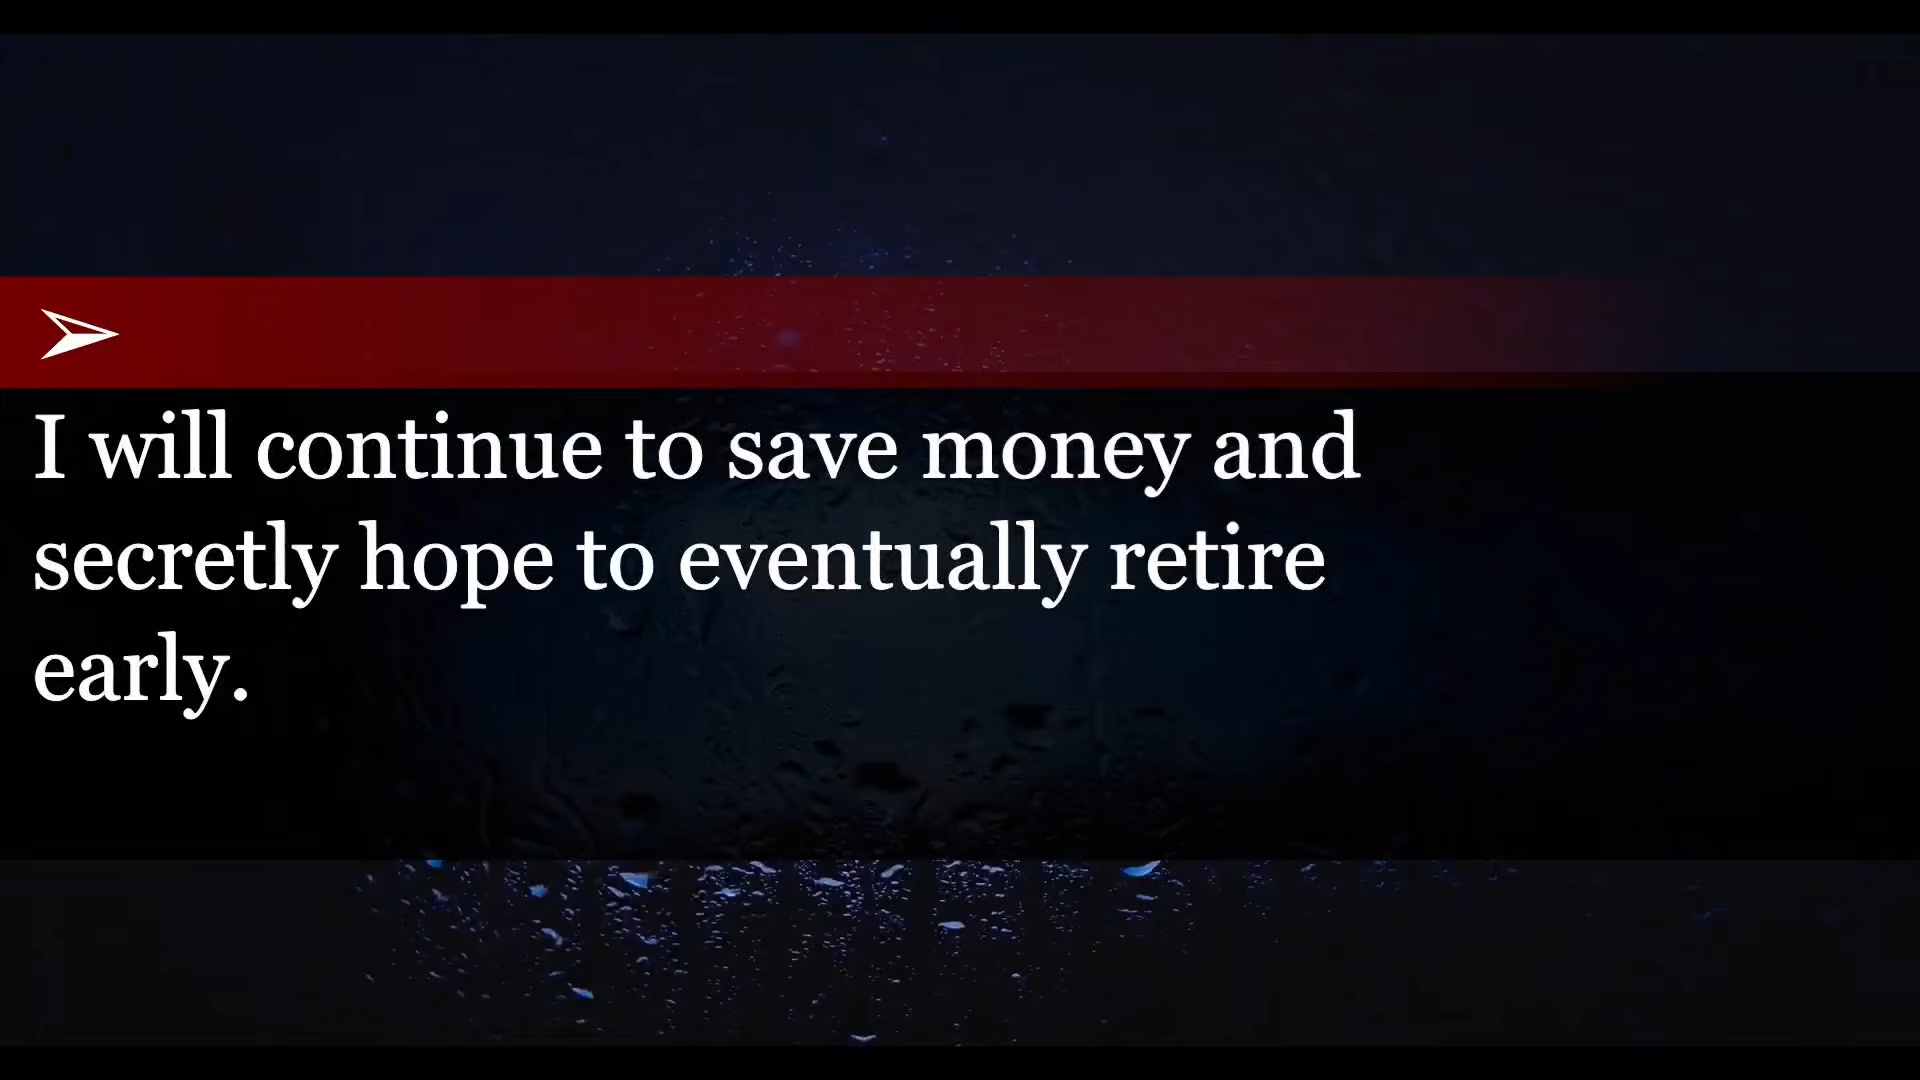 I will continue to save money and
secretly hope to eventually retire
early.